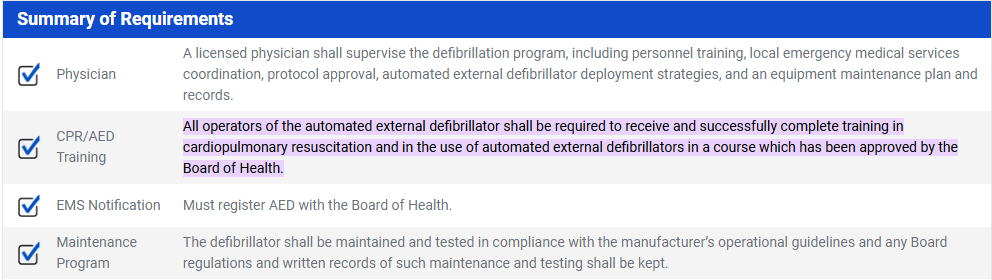 Summary of Requirements
Physician
A licensed physician shall supervise the defibrillation program, including personnel training, local emergency medical services
coordination, protocol approval, automated external defibrillator deployment strategies, and an equipment maintenance plan and
records.
CPR/AED
Training
All operators of the automated external defibrillator shall be required to receive and successfully complete training in
cardiopulmonary resuscitation and in the use of automated external defibrillators in a course which has been approved by the
Board of Health.
EMS Notification
Must register AED with the Board of Health.
Maintenance
Program
The defibrillator shall be maintained and tested in compliance with the manufacturer’s operational guidelines and any Board
regulations and written records of such maintenance and testing shall be kept.